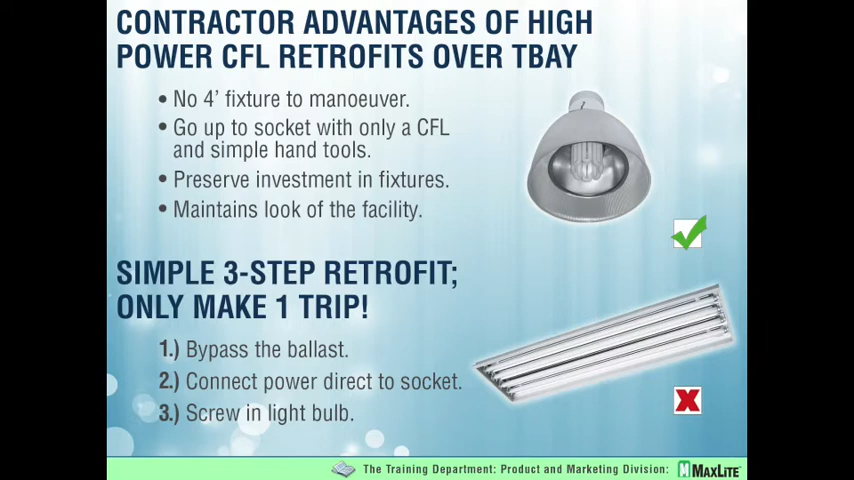 CONTRACTOR ADVANTAGES OF HIGH
POWER CFL RETROFITS OVER TBAY
• No 4' fixture to manoeuver.
• Go up to socket with only a CFL
and simple hand tools.
• Preserve investment in fixtures.
• Maintains look of the facility.
SIMPLE 3-STEP RETROFIT;
ONLY MAKE 1 TRIP!
1.) Bypass the ballast.
2.) Connect power direct to socket.
3.) Screw in light bulb.
The Training Department: Product and Marketing Division: MAXLITE